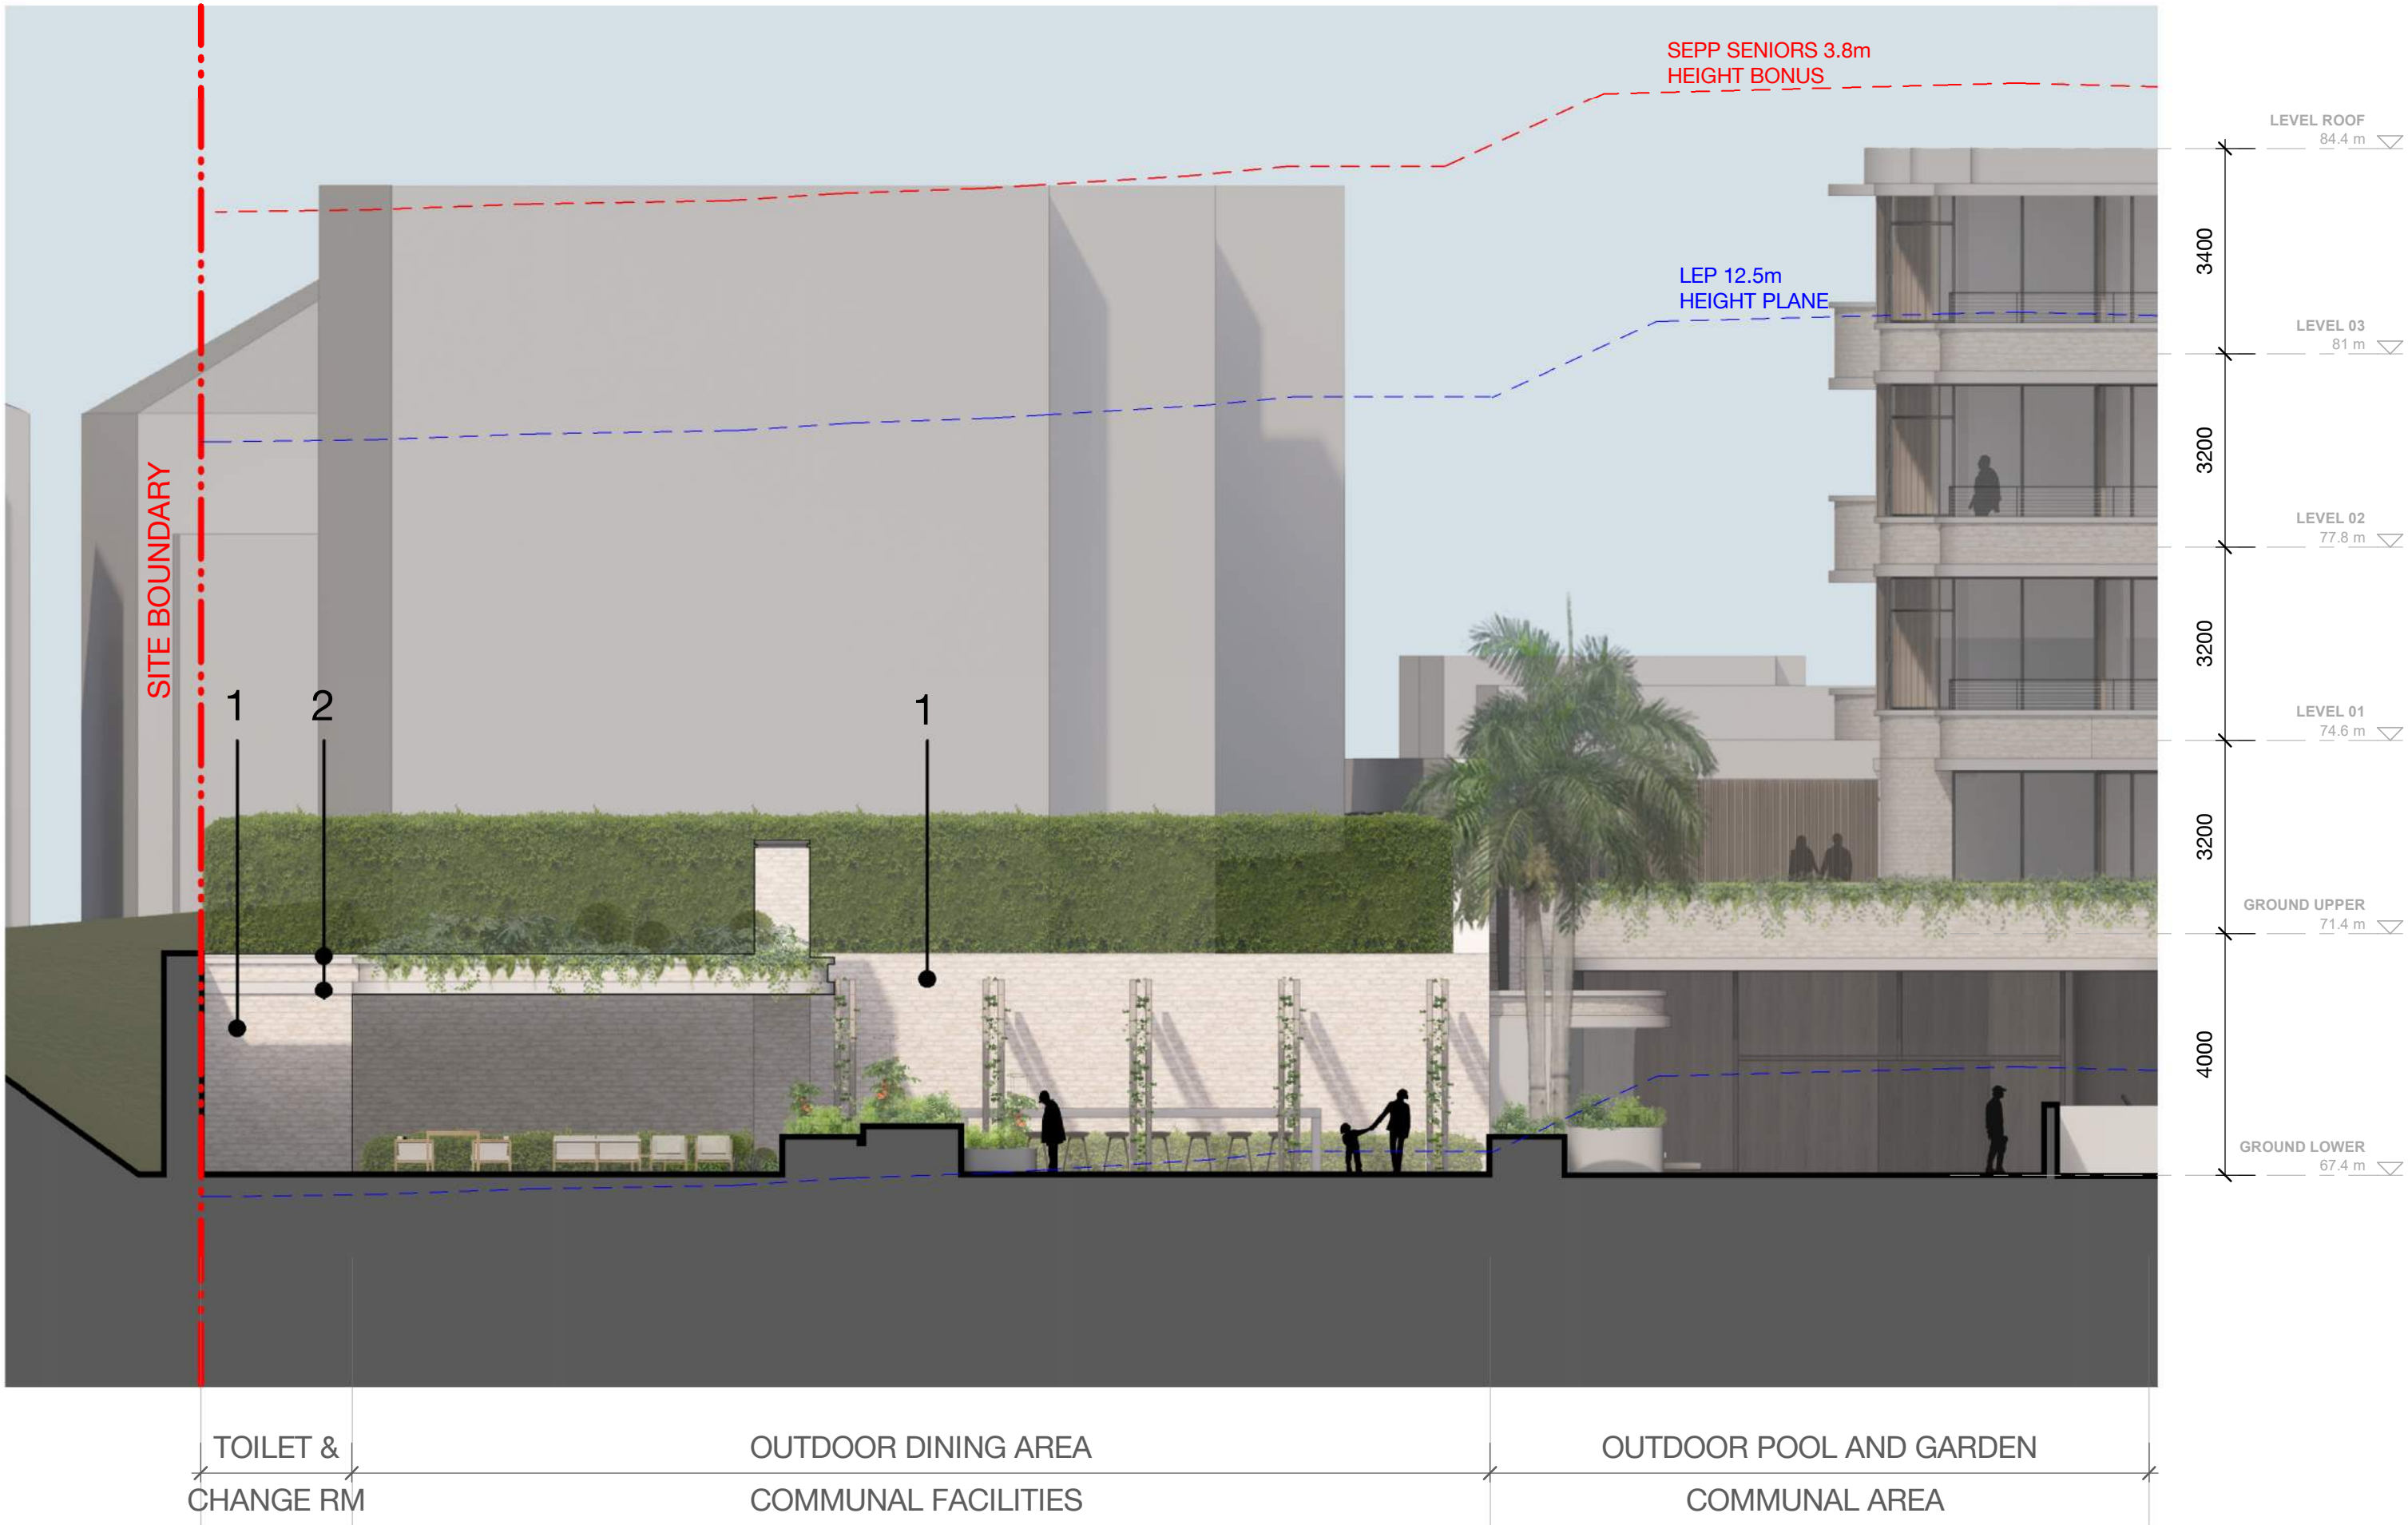 SEPP SENIORS 3.8m
HEIGHT BONUS
LEVEL ROOF
84.4 m
3400
LEP 12.5m
HEIGHT PLANE
LEVEL 03
81 m
3200
SITE BOUNDARY
LEVEL 02
77.8 m
3200
1
2
1
LEVEL 01
74.6 m
3200
GROUND UPPER
71.4 m
4000
GROUND LOWER
67.4 m
TOILET &
CHANGE RM
OUTDOOR DINING AREA
COMMUNAL FACILITIES
OUTDOOR POOL AND GARDEN
COMMUNAL AREA